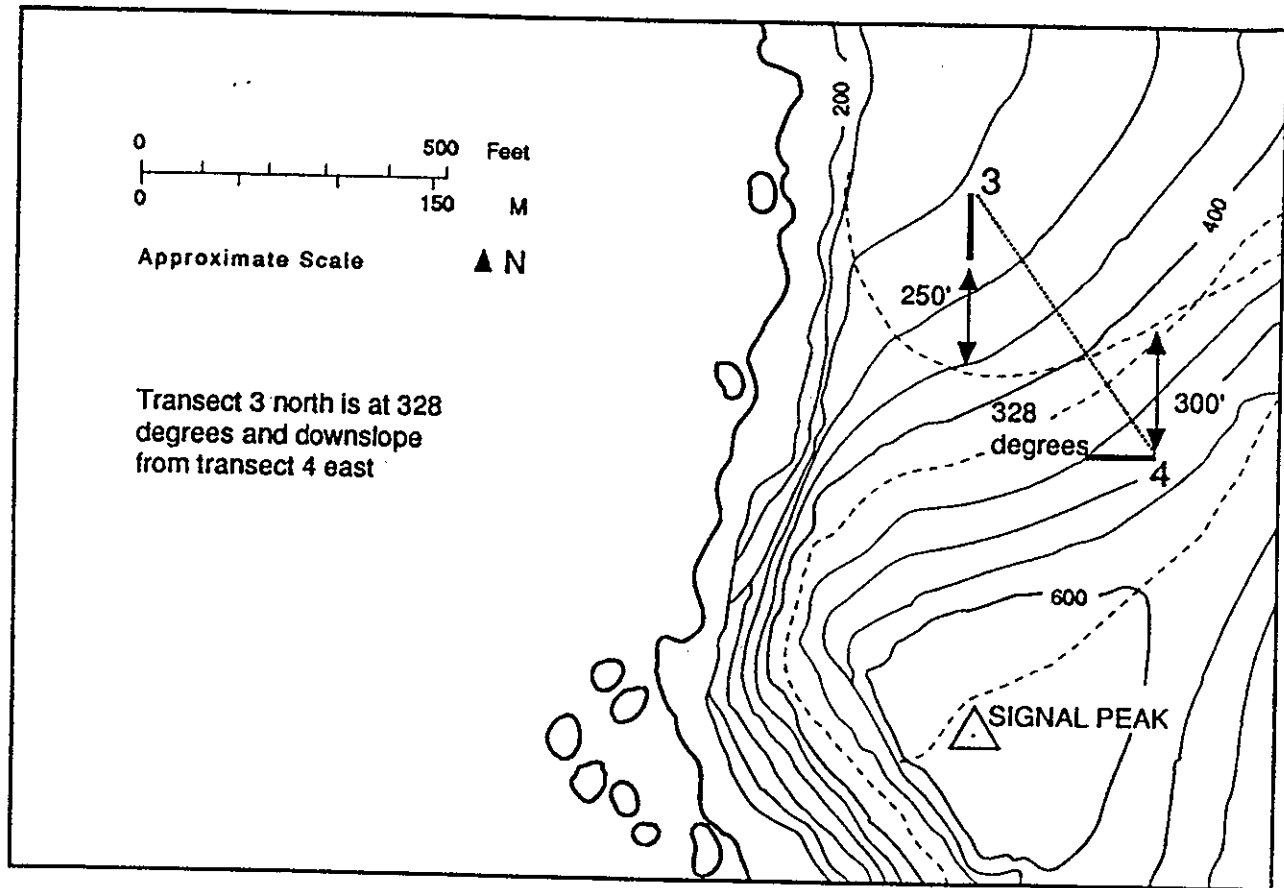 0 500 Feet
0 150 M
Approximate Scale N
Transect 3 north is at 328
degrees and downslope
from transect 4 east
200
3
400
250'
300'
328
degrees
4
600
SIGNAL PEAK